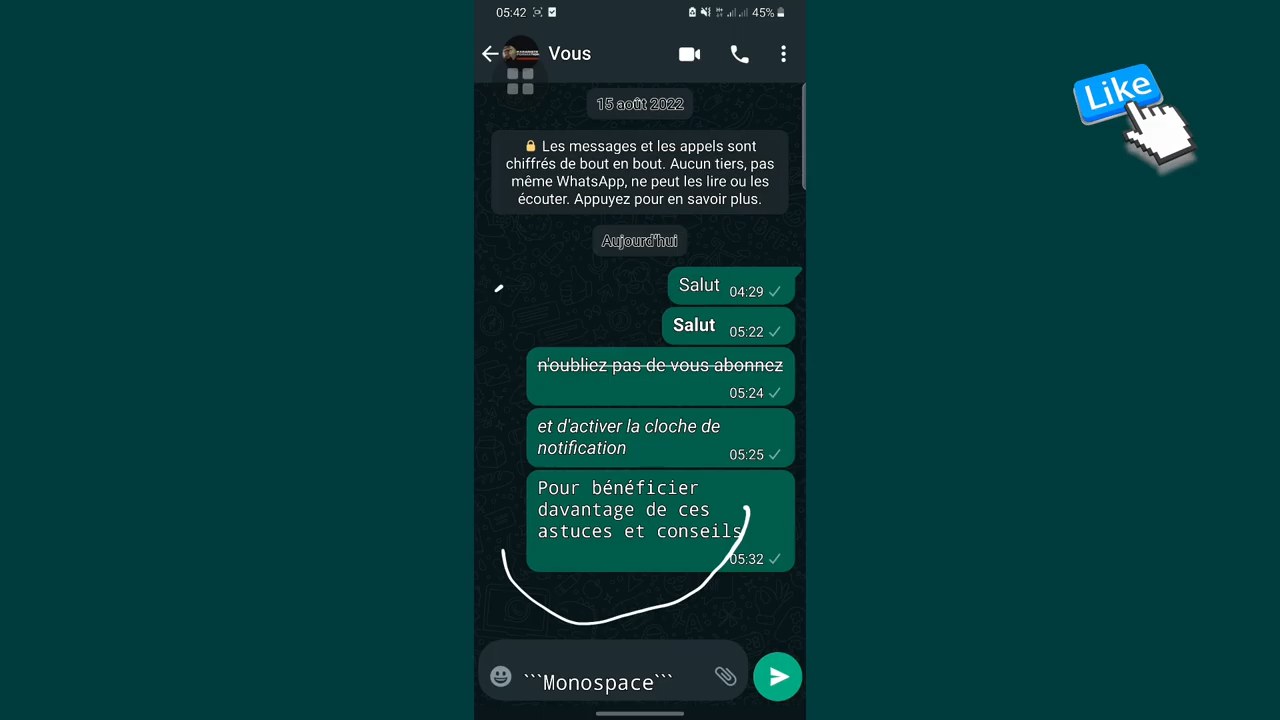 05:42
45%
Vous
Like
15 août 2022
Les messages et les appels sont
chiffrés de bout en bout. Aucun tiers, pas
même WhatsApp, ne peut les lire ou les
écouter. Appuyez pour en savoir plus.
Aujourd'hui
Salut 04:29
Salut 05:22
n'oubliez pas de vous abonnez
05:24
et d'activer la cloche de
notification 05:25
Pour bénéficier
davantage de ces
astuces et conseils
05:32
```Monospace```